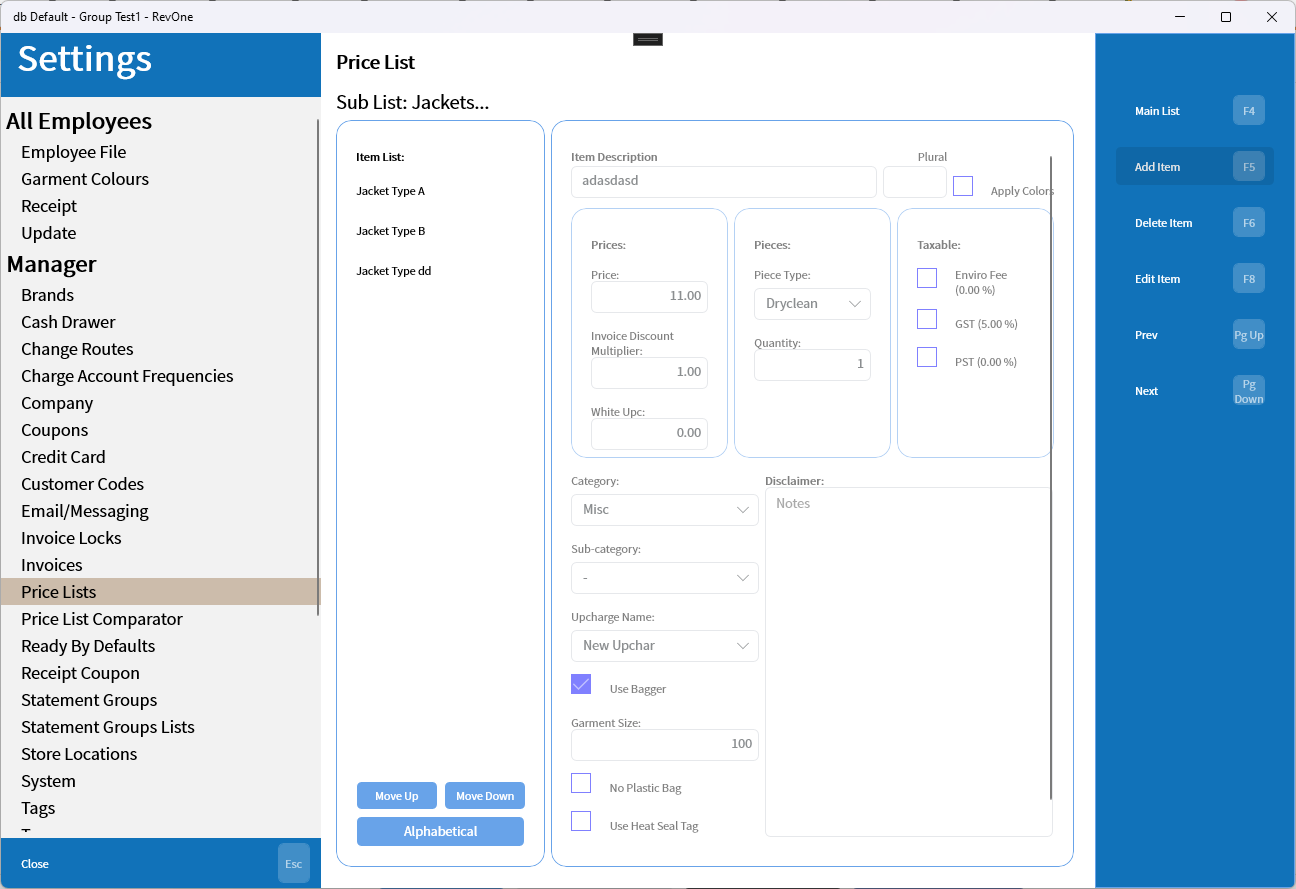 db Default - Group Test1 - RevOne
Settings
All Employees
Employee File
Garment Colours
Receipt
Update
Manager
Brands
Cash Drawer
Change Routes
Charge Account Frequencies
Company
Coupons
Credit Card
Customer Codes
Email/Messaging
Invoice Locks
Invoices
Price Lists
Price List Comparator
Ready By Defaults
Receipt Coupon
Statement Groups
Statement Groups Lists
Store Locations
System
Tags
Close Esc
Price List
Sub List: Jackets...
Item List:
Jacket Type A
Jacket Type B
Jacket Type dd
Move Up Move Down
Alphabetical
Item Description Plural
adasdasd
Apply Colors
Prices:
Price:
11.00
Invoice Discount
Multiplier:
1.00
White Upc:
0.00
Pieces:
Piece Type:
Dryclean
Quantity:
1
Taxable:
Enviro Fee
(0.00 %)
GST (5.00 %)
PST (0.00 %)
Category:
Misc
Sub-category:
-
Upcharge Name:
New Upchar
Use Bagger
Garment Size:
100
No Plastic Bag
Use Heat Seal Tag
Disclaimer:
Notes
Main List F4
Add Item F5
Delete Item F6
Edit Item F8
Prev Pg Up
Next Pg
Down